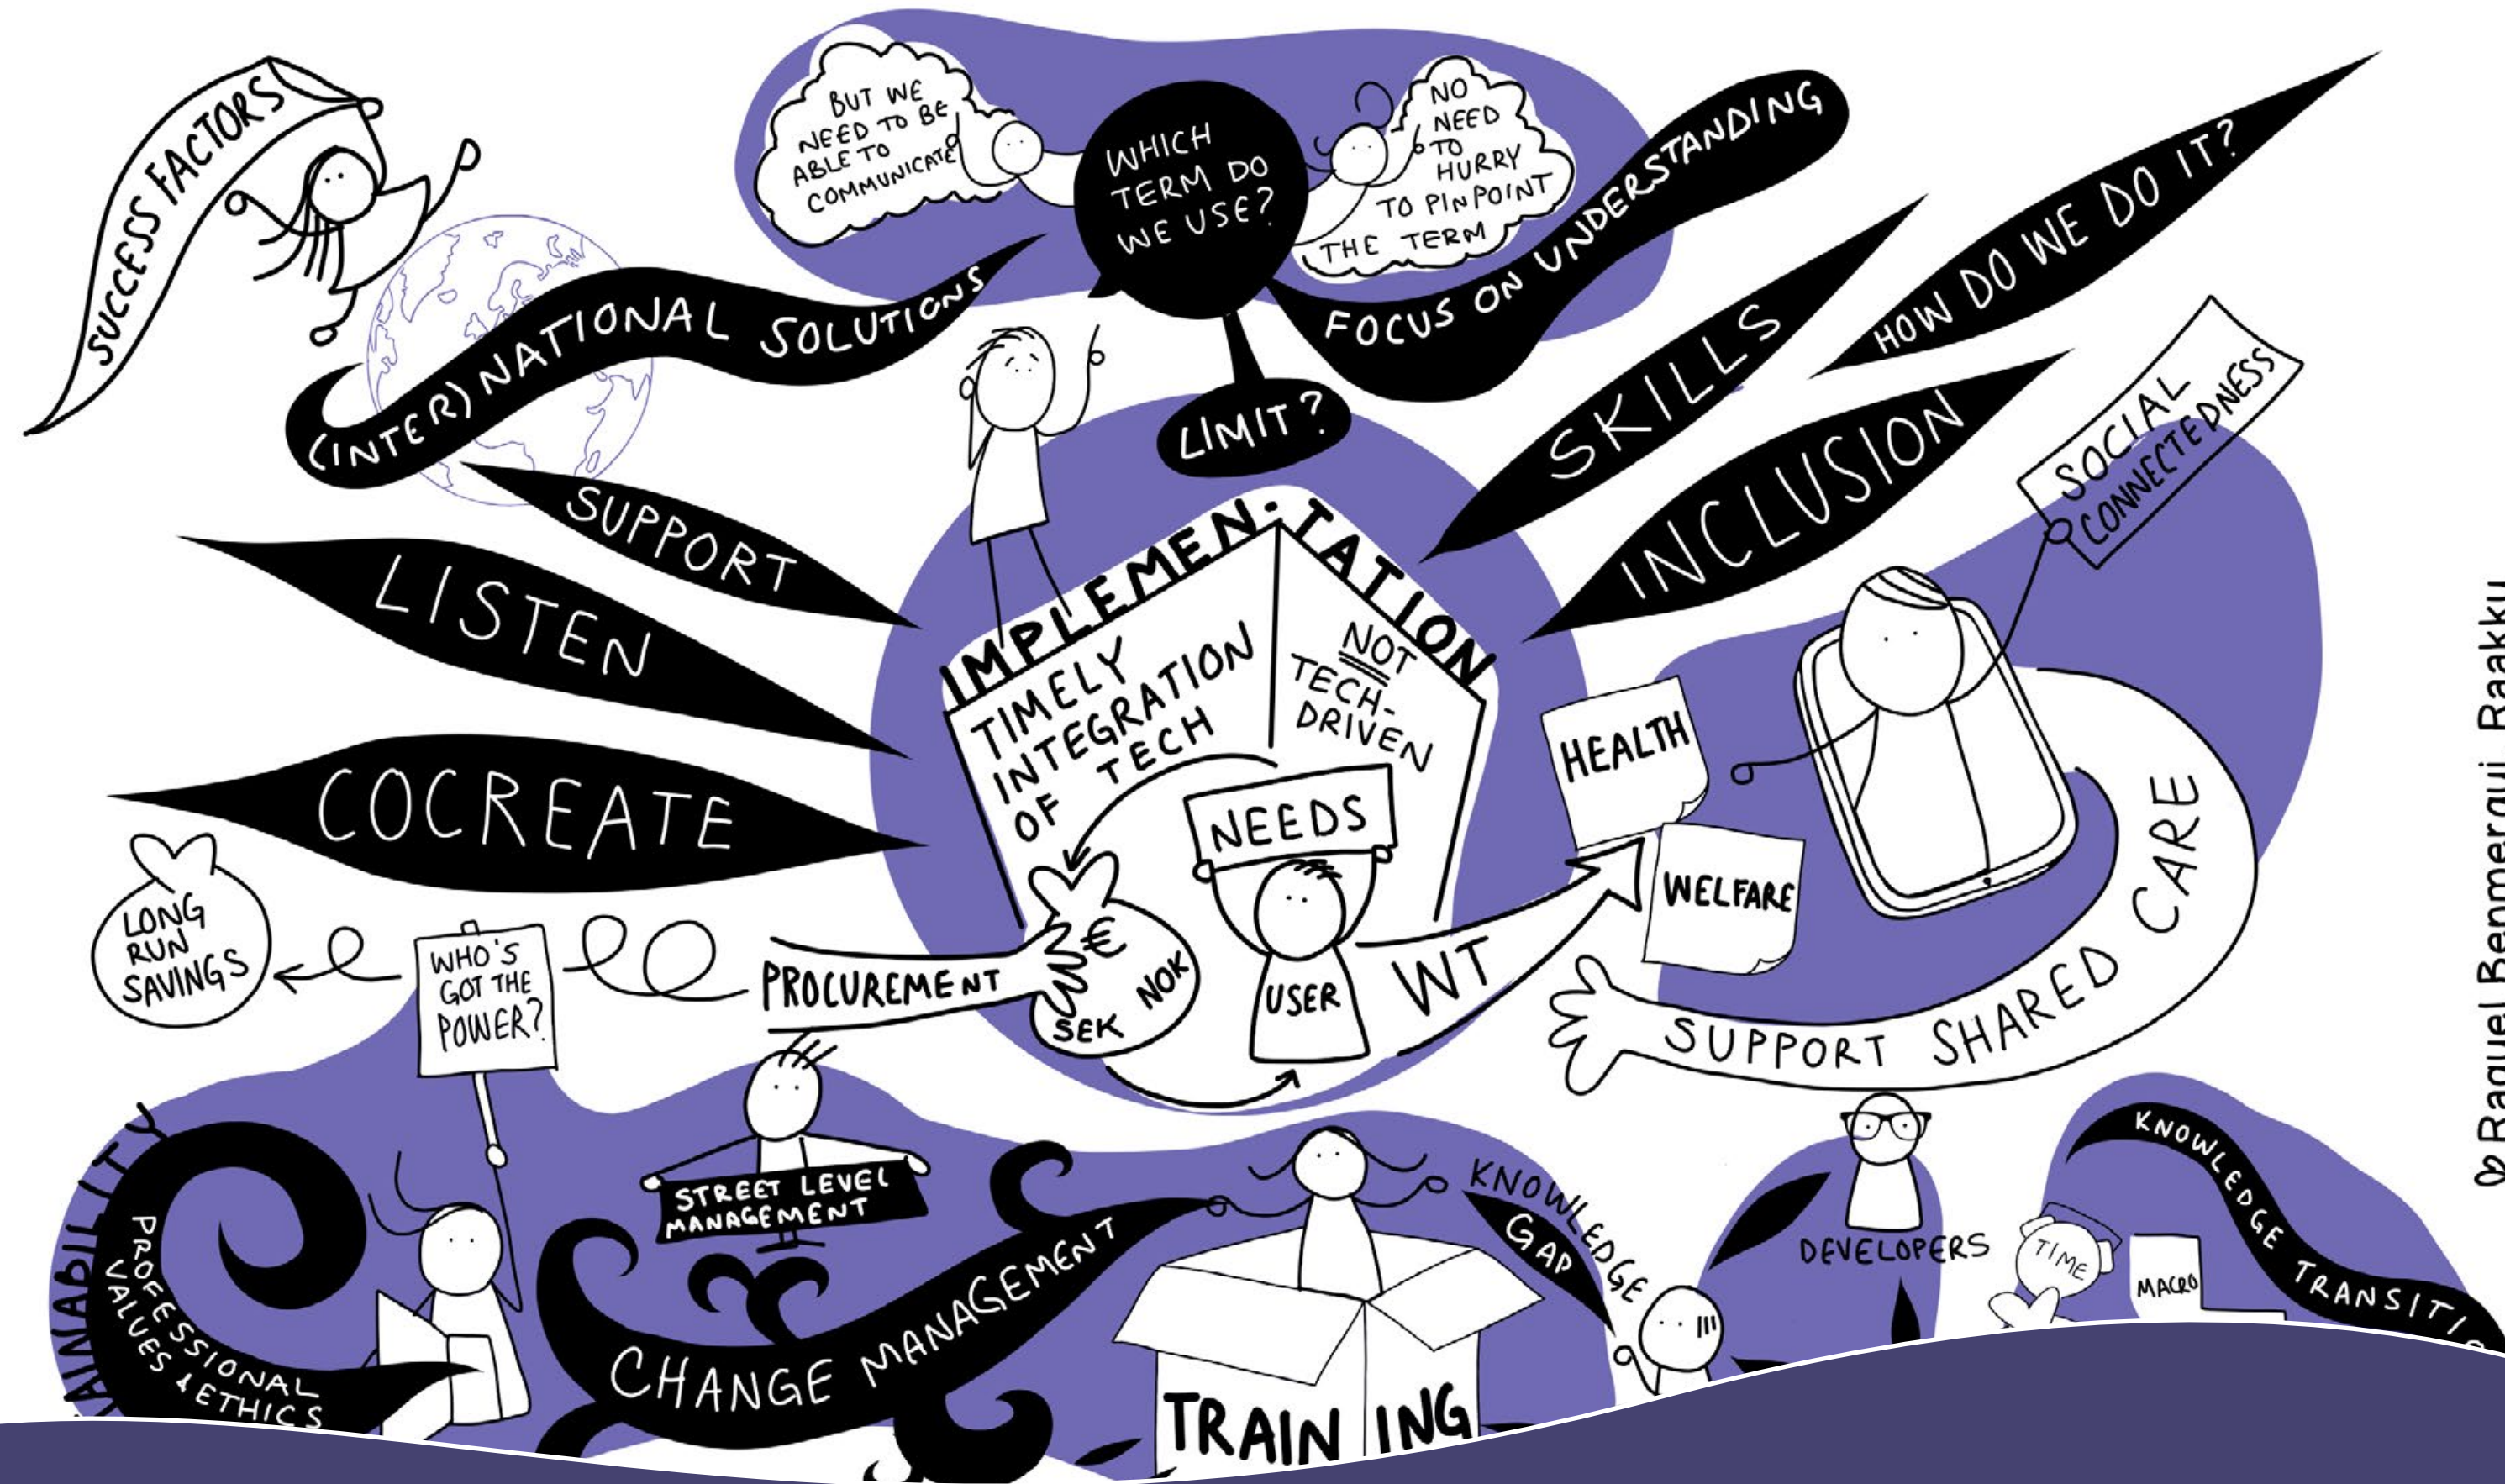 SUCCESS FACTORS
BUT WE
NEED TO BE
ABLE TO
COMMUNICATE
WHICH
TERM DO
WE USE?
NO
NEED
TO
HURRY
TO PINPOINT
THE TERM
LIMIT?
(INTER)NATIONAL SOLUTIONS
FOCUS ON UNDERSTANDING
HOW DO WE DO IT?
SKILLS
INCLUSION
SOCIAL
CONNECTEDNESS
SUPPORT
LISTEN
COCREATE
IMPLEMEN-TATION
TIMELY
INTEGRATION
OF TECH
NOT
TECH-
DRIVEN
NEEDS
USER
€
SEK NOK
WT
HEALTH
WELFARE
SUPPORT SHARED CARE
LONG
RUN
SAVINGS
WHO'S
GOT THE
POWER?
PROCUREMENT
STREET LEVEL
MANAGEMENT
AINABILITY
PROFESSIONAL
VALUES & ETHICS
CHANGE MANAGEMENT
TRAINING
KNOWLEDGE
GAP
DEVELOPERS
TIME
MACRO
KNOWLEDGE TRANSITIO
Raquel Benmergui, Raakku